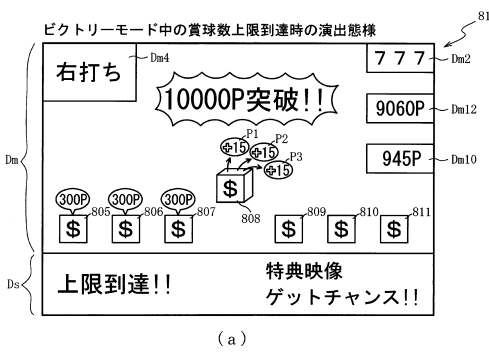 ビクトリーモード中の賞球数上限到達時の演出態様
81
右打ち
Dm4
777
Dm2
10000P突破!!
9060P
Dm12
Dm
P1
P2
P3
+15
+15
+15
945P
Dm10
$
808
300P
300P
300P
$
805
$
806
$
807
$
809
$
810
$
811
Ds
上限到達!!
特典映像
ゲットチャンス!!
(a)